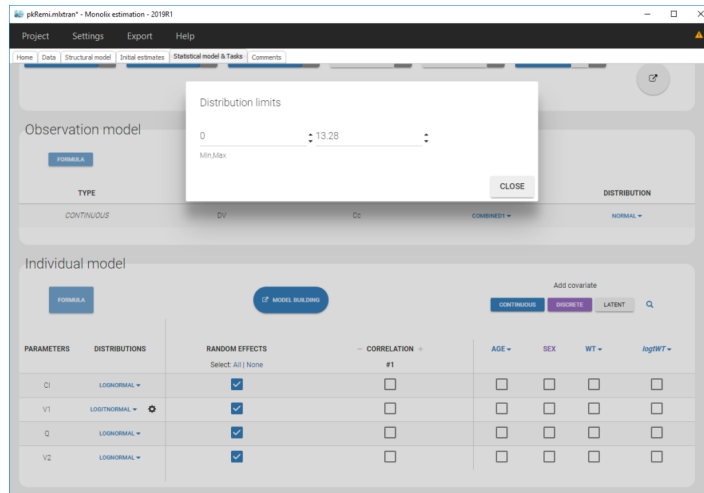 pkRemi.mlxtran* - Monolix estimation - 2019R1
Project Settings Export Help
Home Data Structural model Initial estimates Statistical model & Tasks Comments
Distribution limits
0 13.28
Min,Max
CLOSE
Observation model
FORMULA
TYPE DISTRIBUTION
CONTINUOUS DV Cc COMBINED1 NORMAL
Individual model
FORMULA MODEL BUILDING
Add covariate
CONTINUOUS DISCRETE LATENT
PARAMETERS DISTRIBUTIONS RANDOM EFFECTS – CORRELATION + AGE SEX WT logtWT
Select: All | None #1
Cl LOGNORMAL
V1 LOGITNORMAL
Q LOGNORMAL
V2 LOGNORMAL